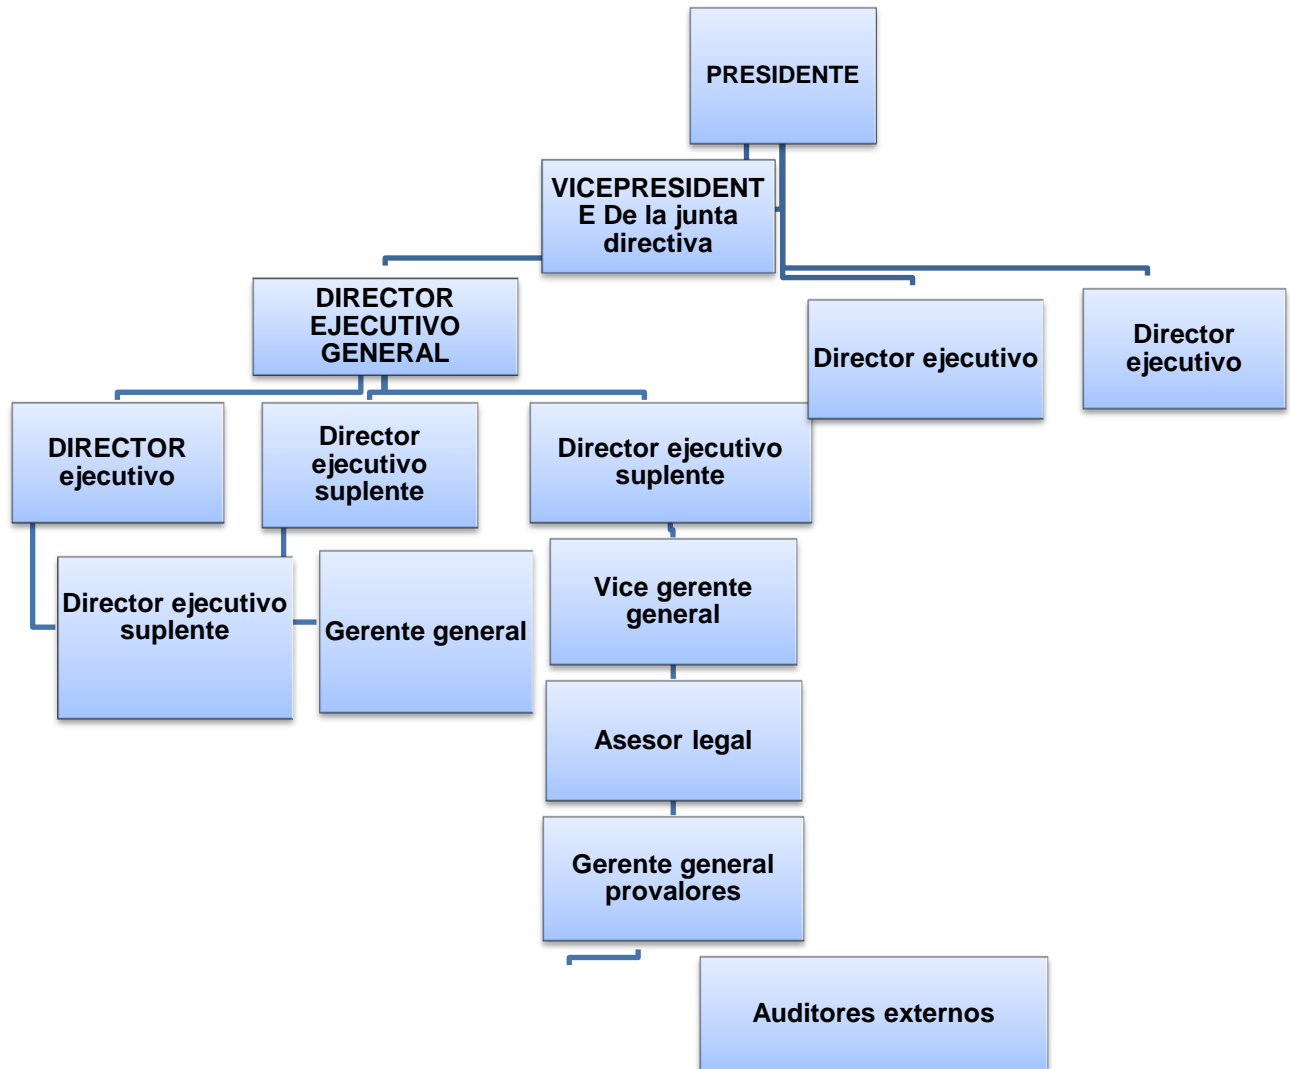 PRESIDENTE
VICEPRESIDENT
E De la junta
directiva
DIRECTOR
EJECUTIVO
GENERAL
Director ejecutivo
Director
ejecutivo
DIRECTOR
ejecutivo
Director
ejecutivo
suplente
Director ejecutivo
suplente
Director ejecutivo
suplente
Gerente general
Vice gerente
general
Asesor legal
Gerente general
provalores
Auditores externos